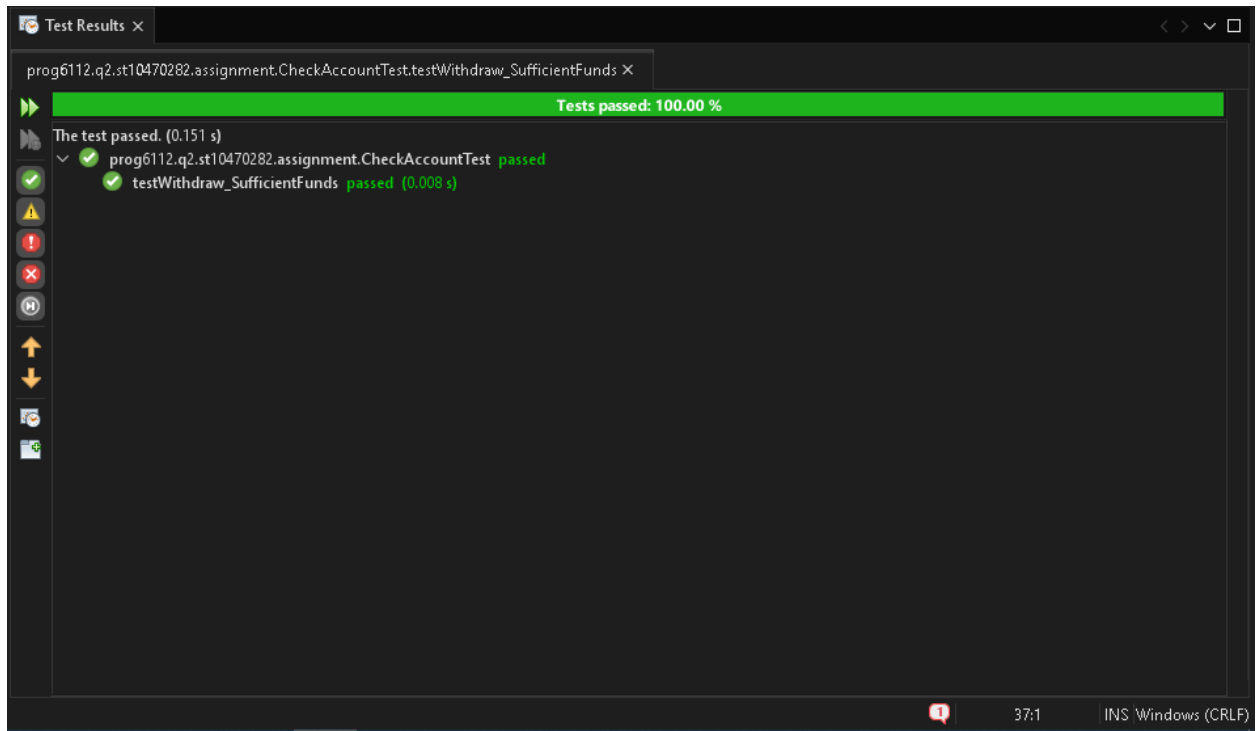 Test Results
prog6112.q2.st10470282.assignment.CheckAccountTest.testWithdraw_SufficientFunds
Tests passed: 100.00 %
The test passed. (0.151 s)
prog6112.q2.st10470282.assignment.CheckAccountTest passed
testWithdraw_SufficientFunds passed (0.008 s)
1 37:1 INS Windows (CRLF)